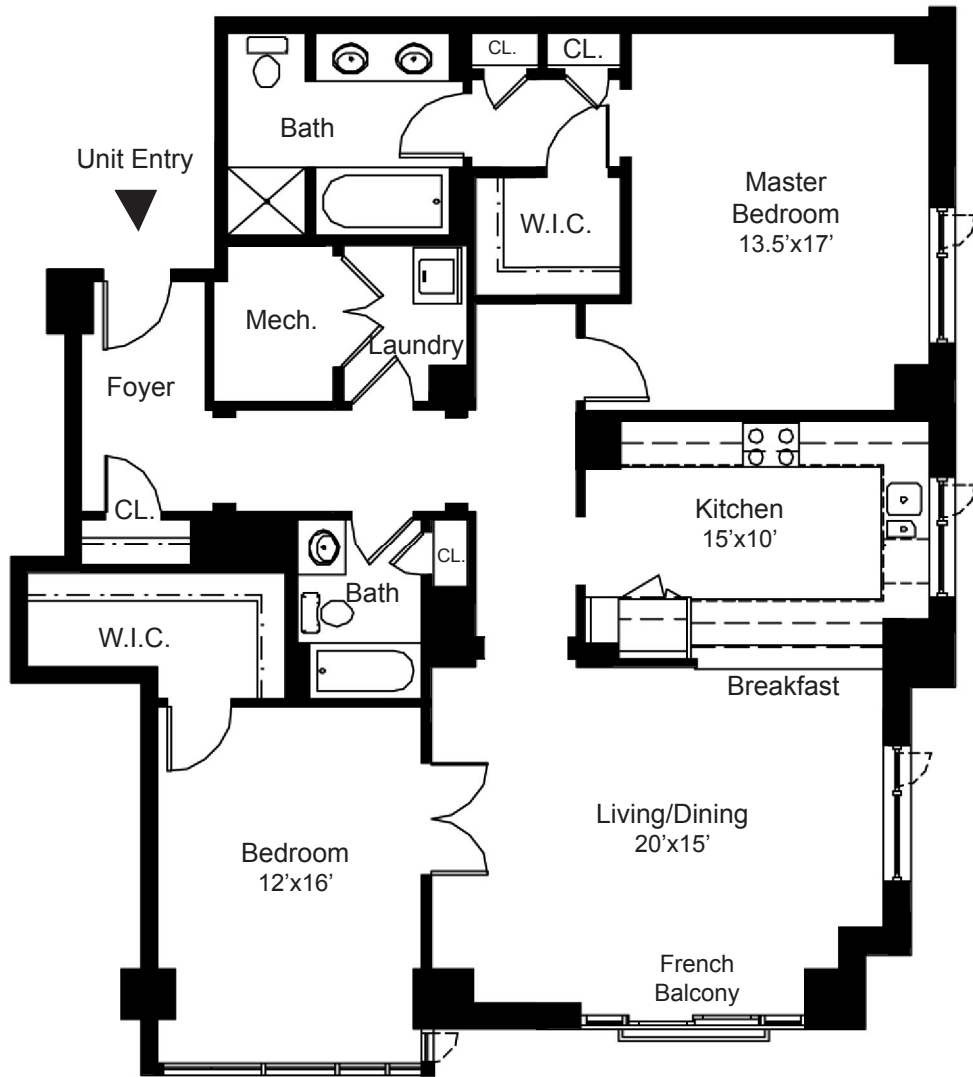 CL.
CL.
Bath
Unit Entry
Master
Bedroom
13.5’x17’
W.I.C.
Mech.
Laundry
Foyer
Kitchen
15’x10’
CL.
CL.
Bath
W.I.C.
Breakfast
Living/Dining
20’x15’
Bedroom
12’x16’
French
Balcony